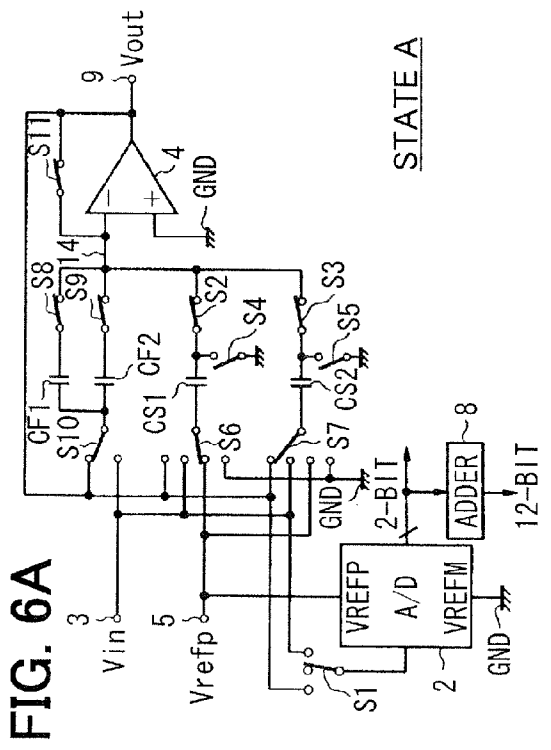 FIG. 6A
STATE A
S11
9
Vout
4
GND
14
S8
S9
CF1
CF2
S10
S2
S4
CS1
S6
S3
S5
CS2
S7
GND
3
Vin
5
Vrefp
2-BIT
8
ADDER
12-BIT
VREFP
A/D
VREFM
2
GND
S1